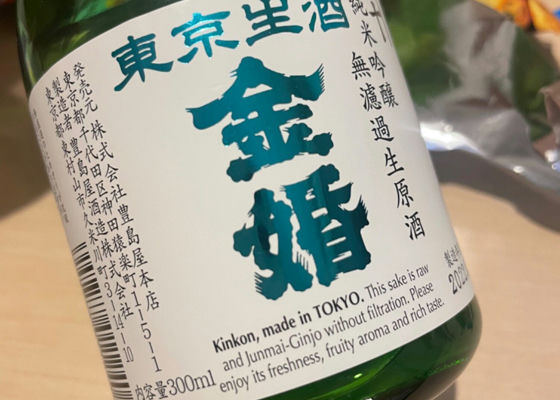 東京生酒
金婚
純米吟醸
無濾過生原酒
発売元 株式会社豊島屋本店
東京都千代田区神田猿楽町1-5-1
製造者 豊島屋酒造株式会社
東京都東村山市久米川町3-14-10
内容量300ml
Kinkon, made in TOKYO. This sake is raw
and Junmai-Ginjo without filtration. Please
enjoy its freshness, fruity aroma and rich taste.
製造
202